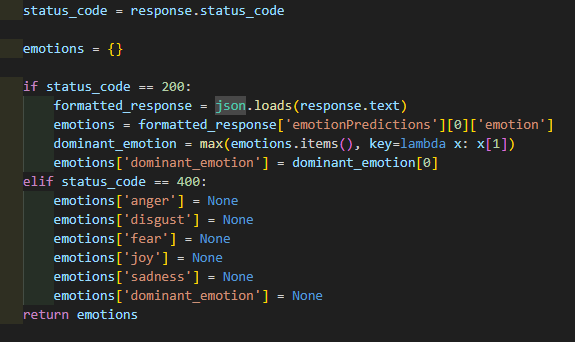 status_code = response.status_code
emotions = {}
if status_code == 200:
formatted_response = json.loads(response.text)
emotions = formatted_response['emotionPredictions'][0]['emotion']
dominant_emotion = max(emotions.items(), key=lambda x: x[1])
emotions['dominant_emotion'] = dominant_emotion[0]
elif status_code == 400:
emotions['anger'] = None
emotions['disgust'] = None
emotions['fear'] = None
emotions['joy'] = None
emotions['sadness'] = None
emotions['dominant_emotion'] = None
return emotions